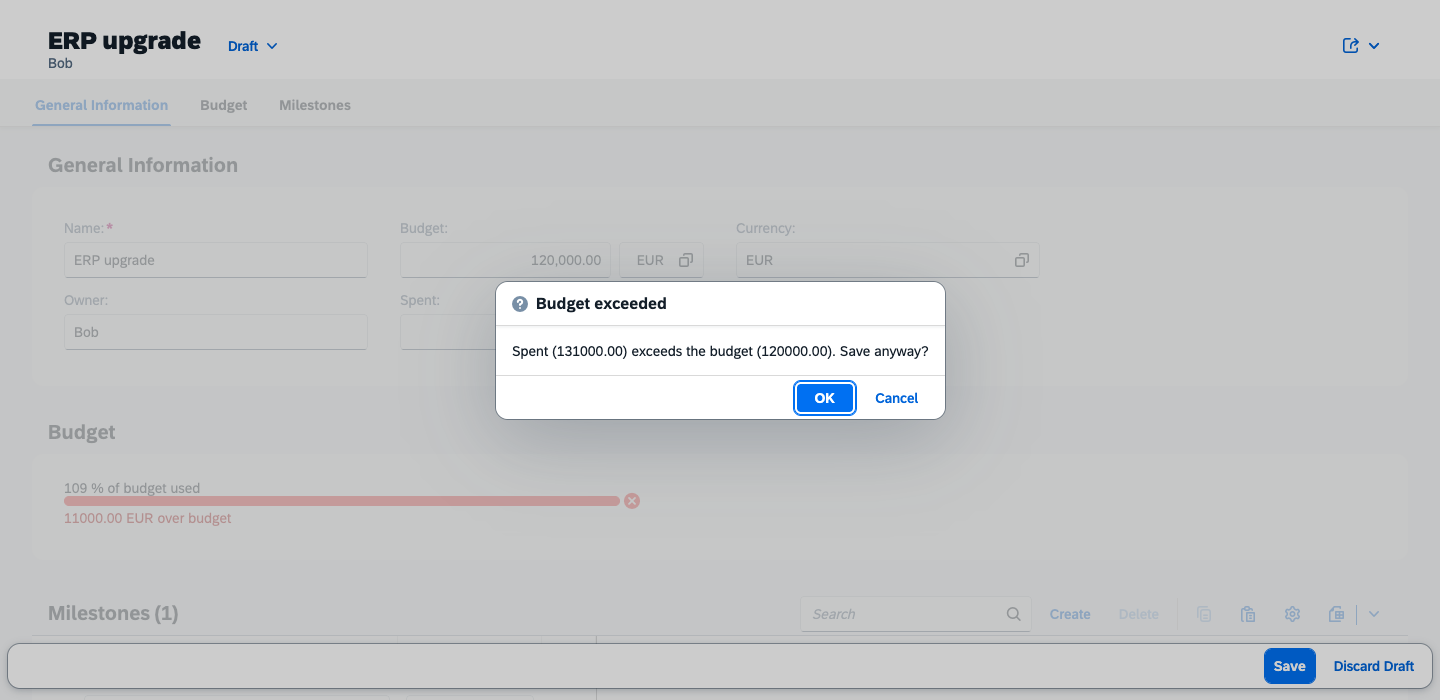 ERP upgrade
Draft
Bob
General Information
Budget
Milestones
General Information
Name:*
Budget:
Currency:
ERP upgrade
120,000.00
EUR
EUR
Owner:
Spent:
Bob
Budget exceeded
Spent (131000.00) exceeds the budget (120000.00). Save anyway?
OK
Cancel
Budget
109 % of budget used
11000.00 EUR over budget
Milestones (1)
Search
Create
Delete
Save
Discard Draft